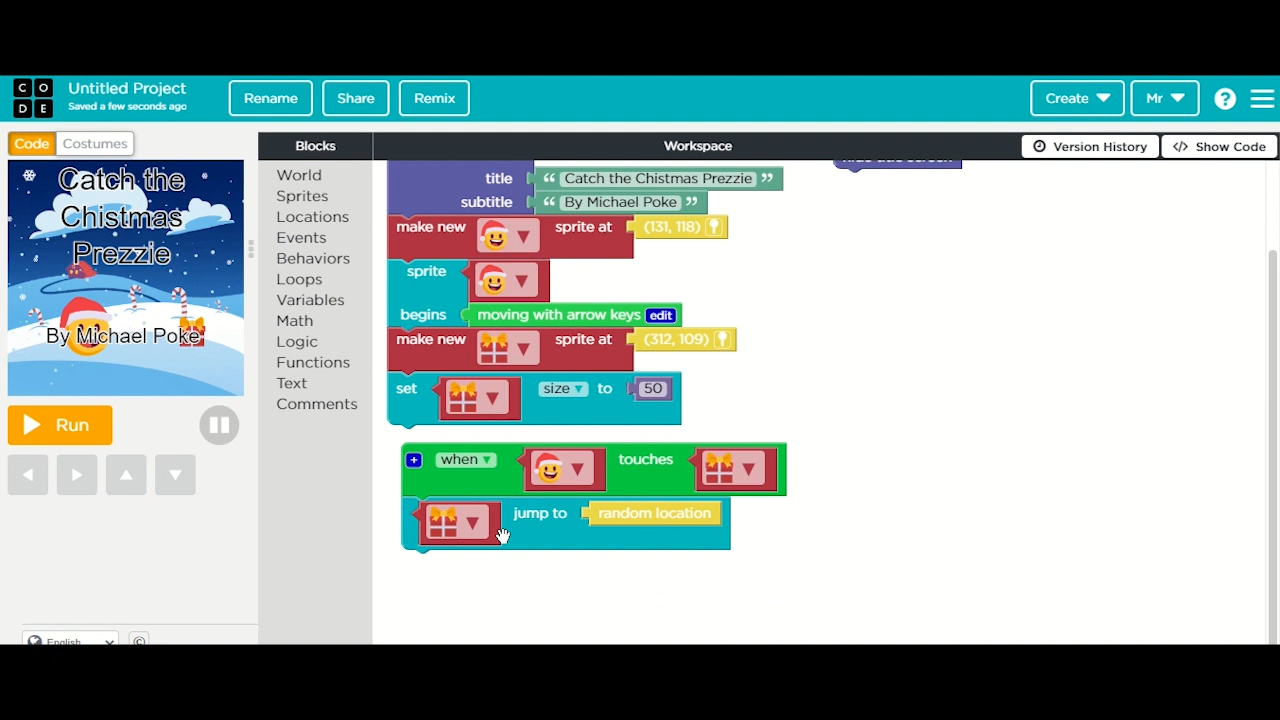 CODE
Untitled Project
Saved a few seconds ago
Rename
Share
Remix
Create
Mr
?
Code
Costumes
Blocks
Workspace
Version History
</> Show Code
Catch the
Chistmas
Prezzie
By Michael Poke
Run
English
©
World
Sprites
Locations
Events
Behaviors
Loops
Variables
Math
Logic
Functions
Text
Comments
title “ Catch the Chistmas Prezzie ”
subtitle “ By Michael Poke ”
make new sprite at (131, 118)
sprite
begins moving with arrow keys edit
make new sprite at (312, 109)
set size to 50
+ when touches
jump to random location